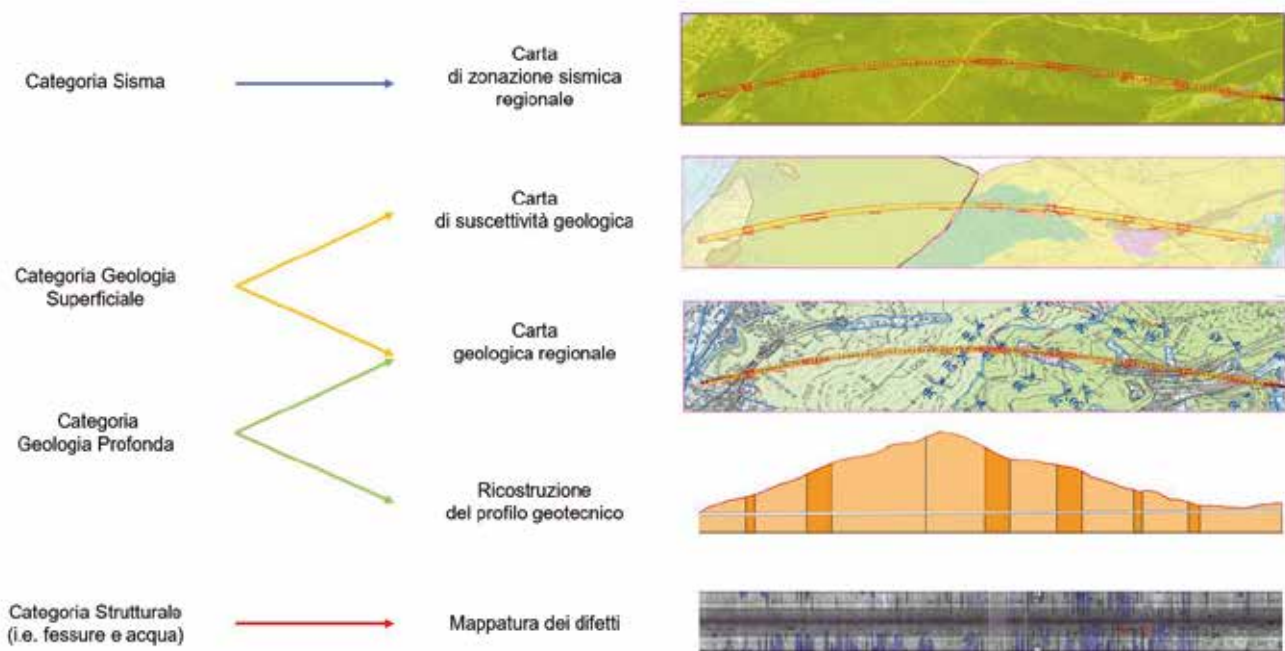 Categoria Sisma
Carta
di zonazione sismica
regionale
Carta
di suscettività geologica
Categoria Geologia
Superficiale
Carta
geologica regionale
Categoria
Geologia Profonda
Ricostruzione
del profilo geotecnico
Categoria Strutturale
(i.e. fessure e acqua)
Mappatura dei difetti